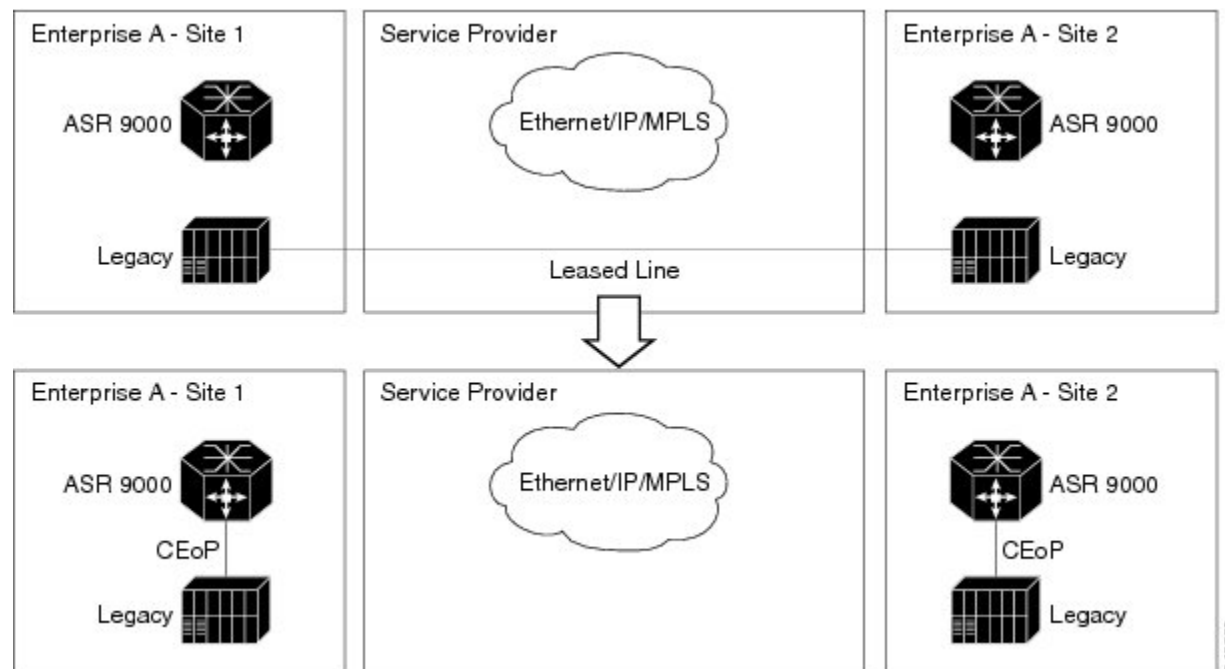 Enterprise A - Site 1
Service Provider
Enterprise A - Site 2
ASR 9000
Ethernet/IP/MPLS
ASR 9000
Legacy
Leased Line
Legacy
Enterprise A - Site 1
Service Provider
Enterprise A - Site 2
ASR 9000
Ethernet/IP/MPLS
ASR 9000
CEoP
CEoP
Legacy
Legacy